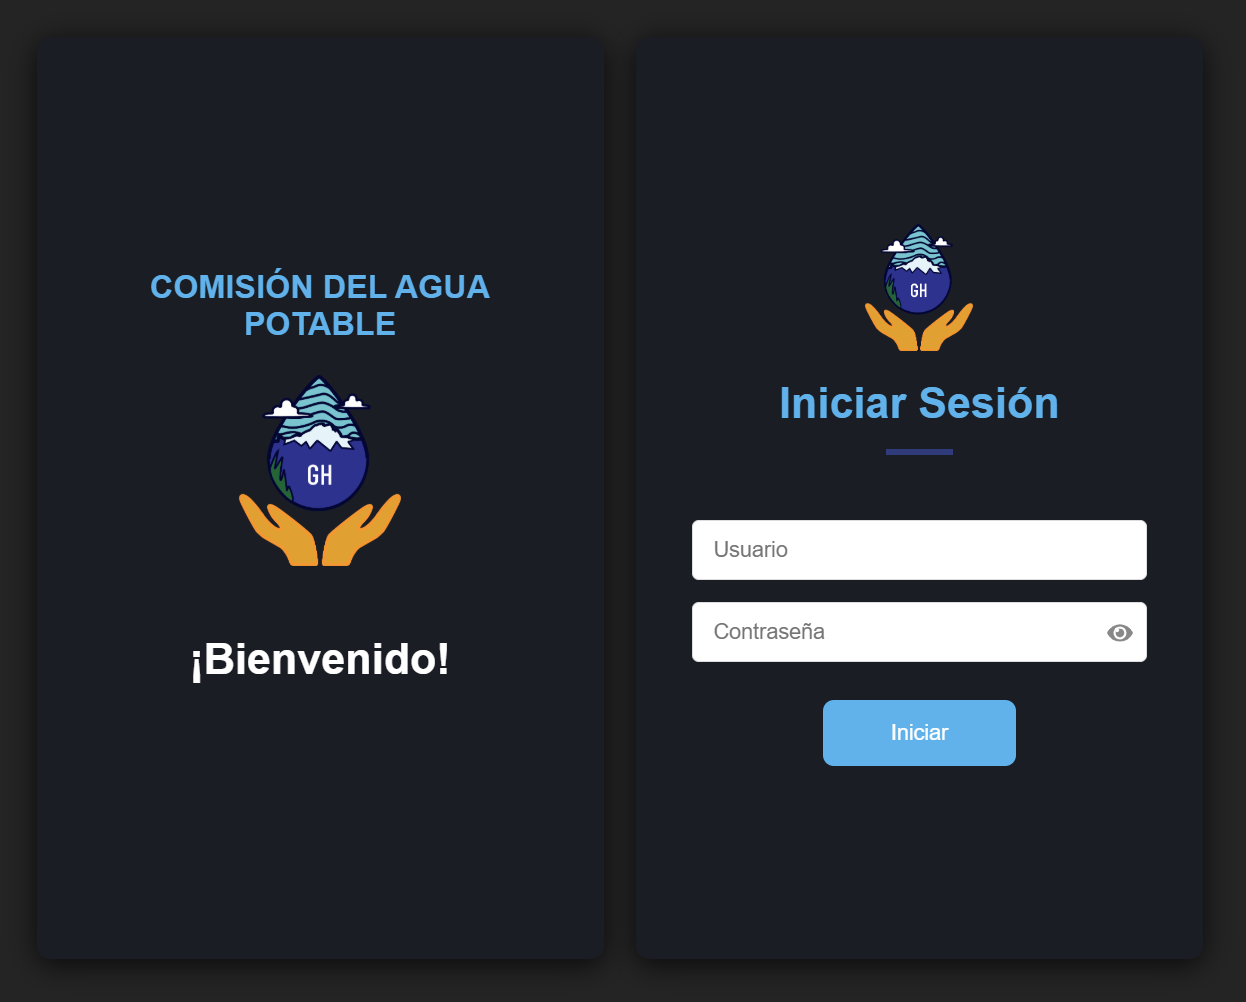 COMISIÓN DEL AGUA
POTABLE
GH
¡Bienvenido!
GH
Iniciar Sesión
Usuario
Contraseña
Iniciar